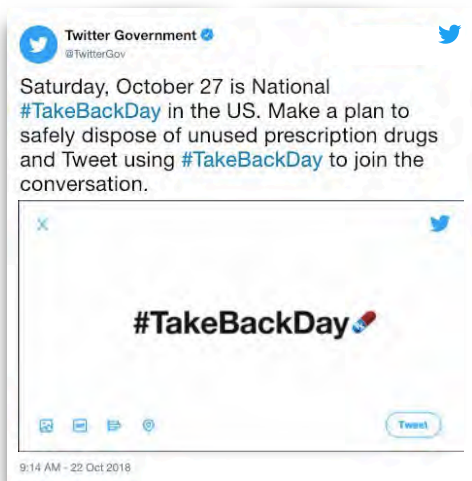 Twitter Government
@TwitterGov
Saturday, October 27 is National
#TakeBackDay in the US. Make a plan to
safely dispose of unused prescription drugs
and Tweet using #TakeBackDay to join the
conversation.
#TakeBackDay
Tweet
9:14 AM - 22 Oct 2018